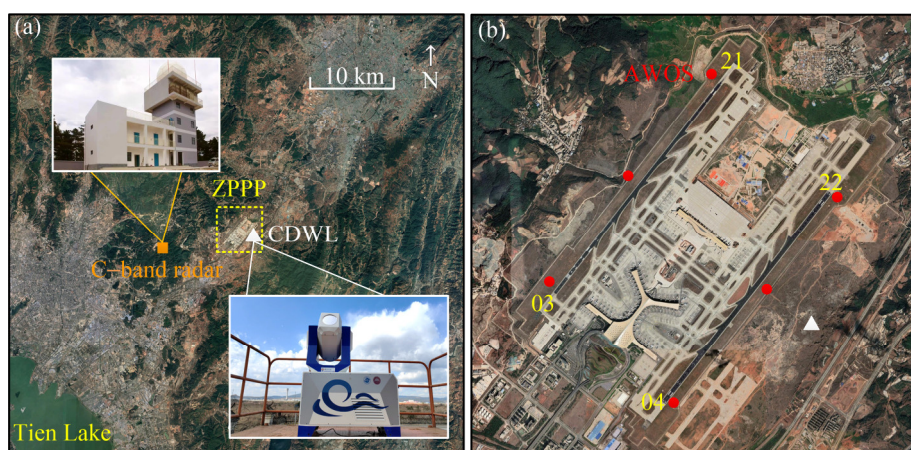 (a)
10 km
↑
N
ZPPP
CDWL
C-band radar
Tien Lake
(b)
AWOS
21
22
03
04